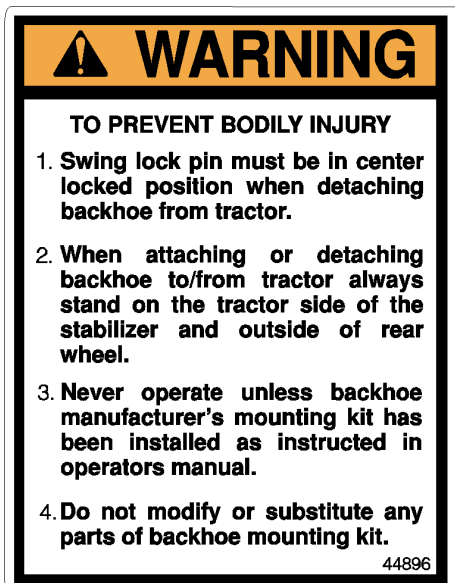 WARNING
TO PREVENT BODILY INJURY
1. Swing lock pin must be in center
locked position when detaching
backhoe from tractor.
2. When attaching or detaching
backhoe to/from tractor always
stand on the tractor side of the
stabilizer and outside of rear
wheel.
3. Never operate unless backhoe
manufacturer's mounting kit has
been installed as instructed in
operators manual.
4. Do not modify or substitute any
parts of backhoe mounting kit.
44896